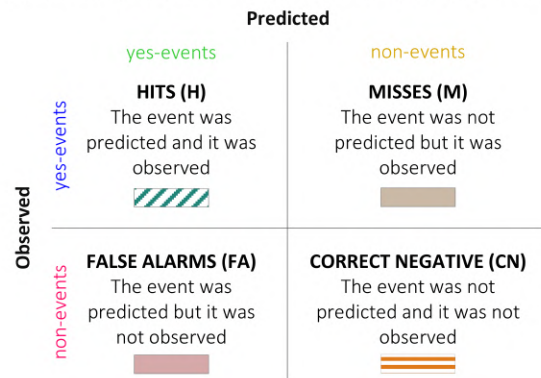 Predicted
yes-events
non-events
Observed
yes-events
HITS (H)
The event was
predicted and it was
observed
MISSES (M)
The event was not
predicted but it was
observed
non-events
FALSE ALARMS (FA)
The event was
predicted but it was
not observed
CORRECT NEGATIVE (CN)
The event was not
predicted and it was not
observed